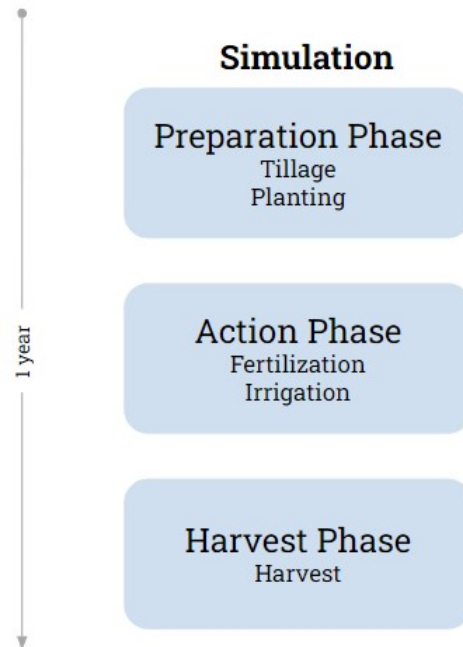 Simulation
Preparation Phase
Tillage
Planting
1 year
Action Phase
Fertilization
Irrigation
Harvest Phase
Harvest